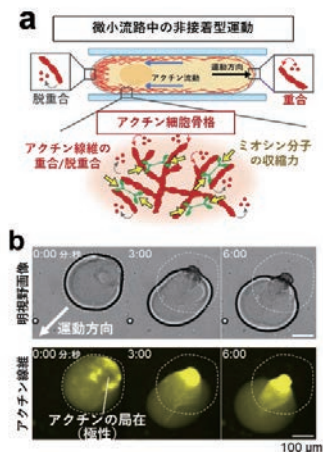 a
微小流路中の非接着型運動
アクチン流動
運動方向
脱重合
重合
アクチン細胞骨格
アクチン線維の
重合/脱重合
ミオシン分子
の収縮力
b
明視野画像
0:00 分:秒
3:00
6:00
運動方向
アクチン線維
0:00 分:秒
3:00
6:00
アクチンの局在
(極性)
100 μm